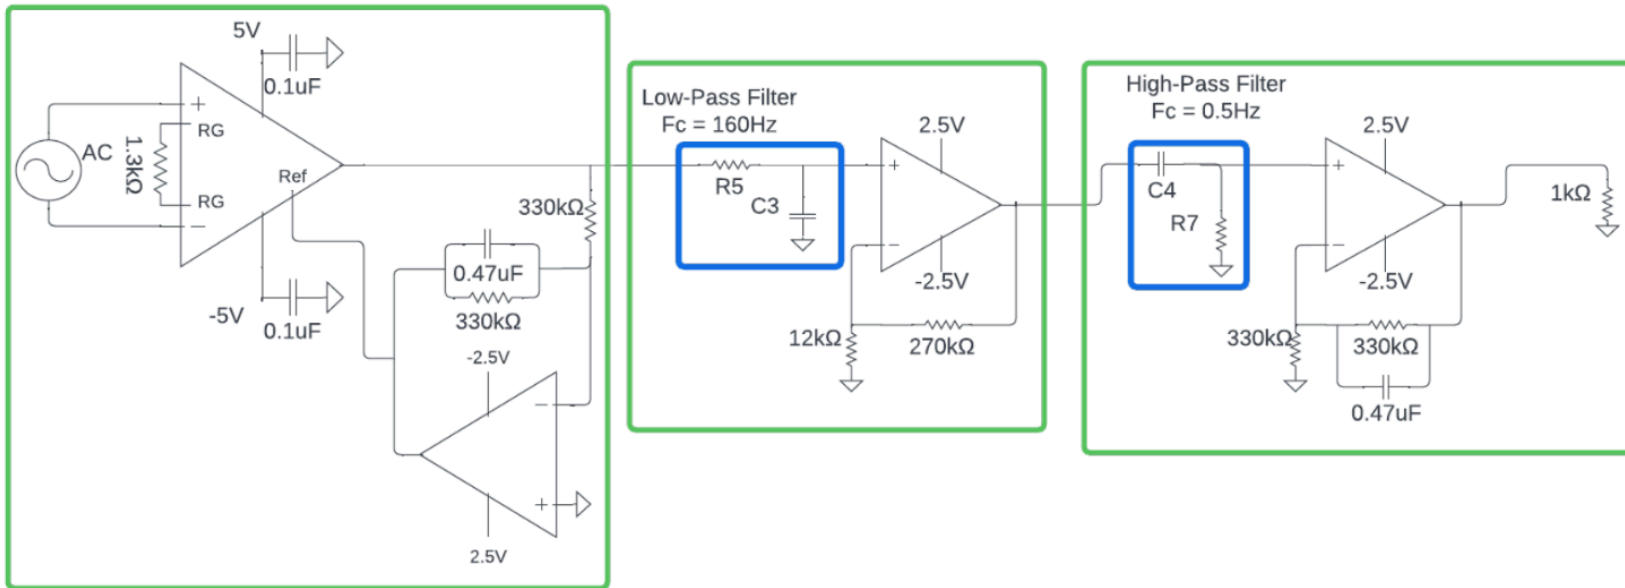 5V
0.1uF
AC
+
RG
1.3kΩ
Ref
RG
−
-5V
0.1uF
330kΩ
0.47uF
330kΩ
-2.5V
−
+
2.5V
Low-Pass Filter
Fc = 160Hz
R5
C3
2.5V
+
−
-2.5V
12kΩ
270kΩ
High-Pass Filter
Fc = 0.5Hz
C4
R7
2.5V
+
−
-2.5V
330kΩ
330kΩ
0.47uF
1kΩ